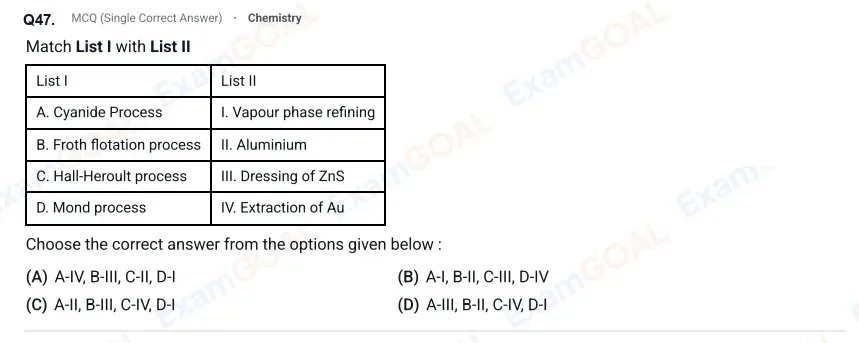 Q47. MCQ (Single Correct Answer) · Chemistry
Match List I with List II
List I List II
A. Cyanide Process I. Vapour phase refining
B. Froth flotation process II. Aluminium
C. Hall-Heroult process III. Dressing of ZnS
D. Mond process IV. Extraction of Au
Choose the correct answer from the options given below :
(A) A-IV, B-III, C-II, D-I (B) A-I, B-II, C-III, D-IV
(C) A-II, B-III, C-IV, D-I (D) A-III, B-II, C-IV, D-I
ExamGOAL
ExamGOAL
ExamGOAL